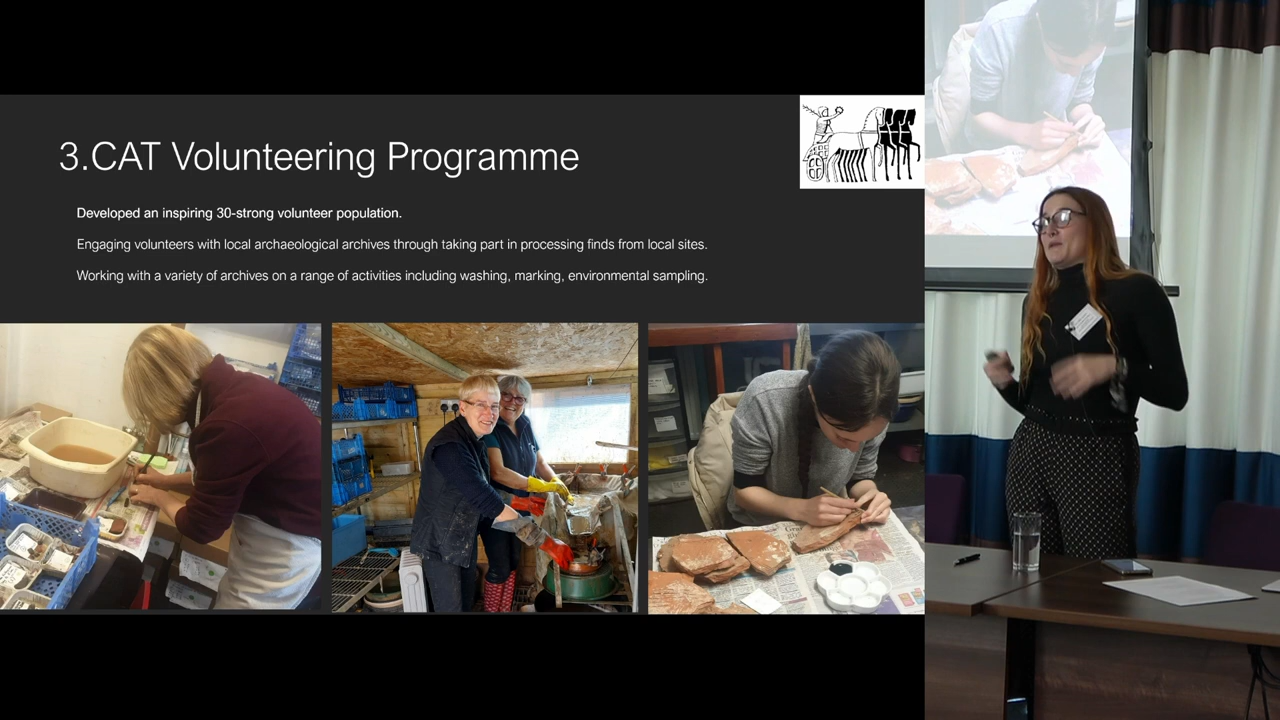 3.CAT Volunteering Programme
Developed an inspiring 30-strong volunteer population.
Engaging volunteers with local archaeological archives through taking part in processing finds from local sites.
Working with a variety of archives on a range of activities including washing, marking, environmental sampling.